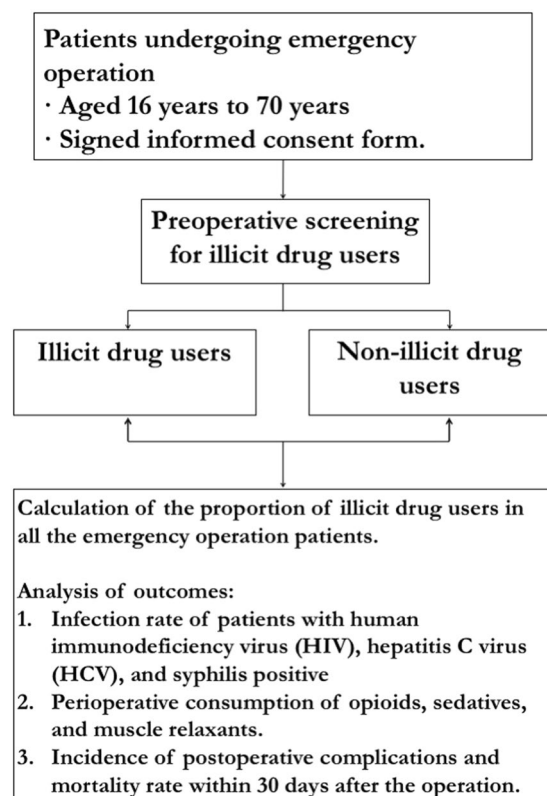 Patients undergoing emergency
operation
· Aged 16 years to 70 years
· Signed informed consent form.
Preoperative screening
for illicit drug users
Illicit drug users
Non-illicit drug
users
Calculation of the proportion of illicit drug users in
all the emergency operation patients.
Analysis of outcomes:
1. Infection rate of patients with human
immunodeficiency virus (HIV), hepatitis C virus
(HCV), and syphilis positive
2. Perioperative consumption of opioids, sedatives,
and muscle relaxants.
3. Incidence of postoperative complications and
mortality rate within 30 days after the operation.